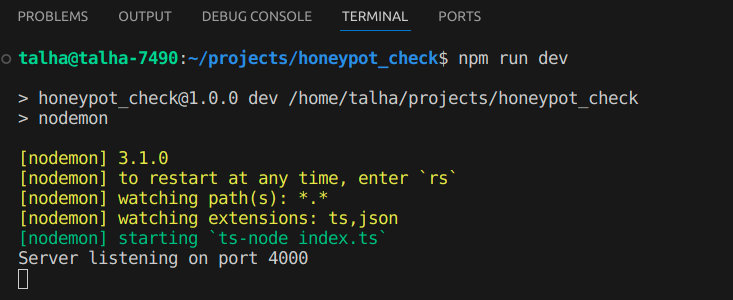 PROBLEMS OUTPUT DEBUG CONSOLE TERMINAL PORTS
talha@talha-7490:~/projects/honeypot_check$ npm run dev
> honeypot_check@1.0.0 dev /home/talha/projects/honeypot_check
> nodemon
[nodemon] 3.1.0
[nodemon] to restart at any time, enter `rs`
[nodemon] watching path(s): *.*
[nodemon] watching extensions: ts,json
[nodemon] starting `ts-node index.ts`
Server listening on port 4000